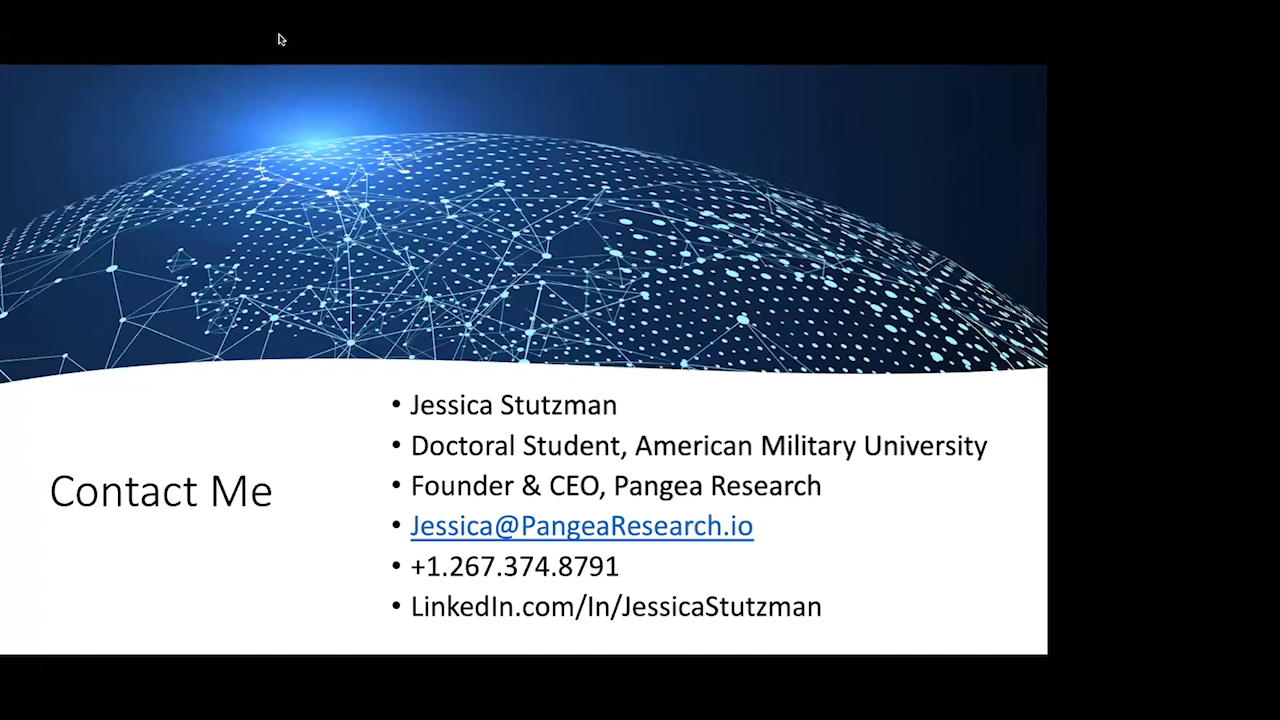 Contact Me
• Jessica Stutzman
• Doctoral Student, American Military University
• Founder & CEO, Pangea Research
• Jessica@PangeaResearch.io
• +1.267.374.8791
• LinkedIn.com/In/JessicaStutzman